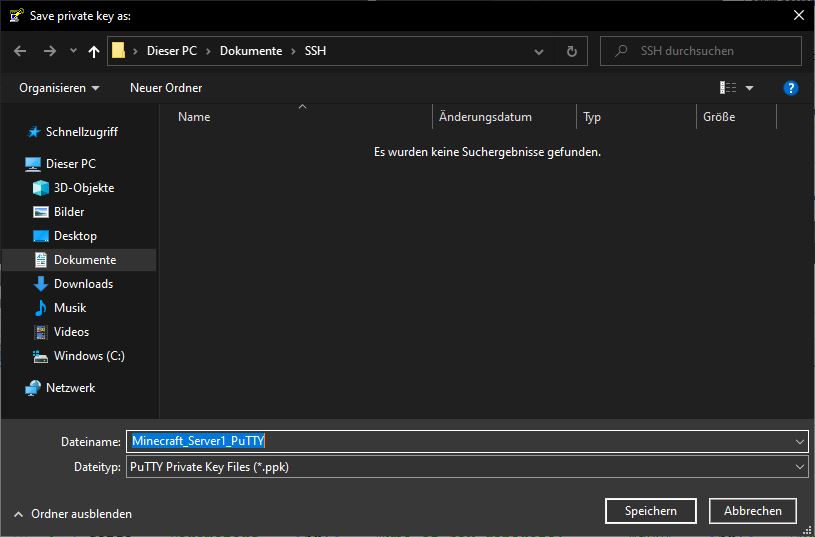 Save private key as:
Dieser PC > Dokumente > SSH
SSH durchsuchen
Organisieren
Neuer Ordner
Name
Änderungsdatum
Typ
Größe
Es wurden keine Suchergebnisse gefunden.
Schnellzugriff
Dieser PC
3D-Objekte
Bilder
Desktop
Dokumente
Downloads
Musik
Videos
Windows (C:)
Netzwerk
Dateiname: Minecraft_Server1_PuTTY
Dateityp: PuTTY Private Key Files (*.ppk)
Ordner ausblenden
Speichern
Abbrechen